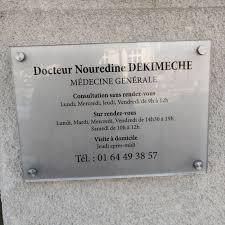 Docteur Nouredine DEKIMECHE
MÉDECINE GÉNÉRALE
Consultation sans rendez-vous
Lundi, Mercredi, Jeudi, Vendredi de 9h à 12h
Sur rendez-vous
Lundi, Mardi, Mercredi, Vendredi de 14h30 à 19h
Samedi de 10h à 12h
Visite à domicile
Jeudi après-midi
Tél. : 01 64 49 38 57